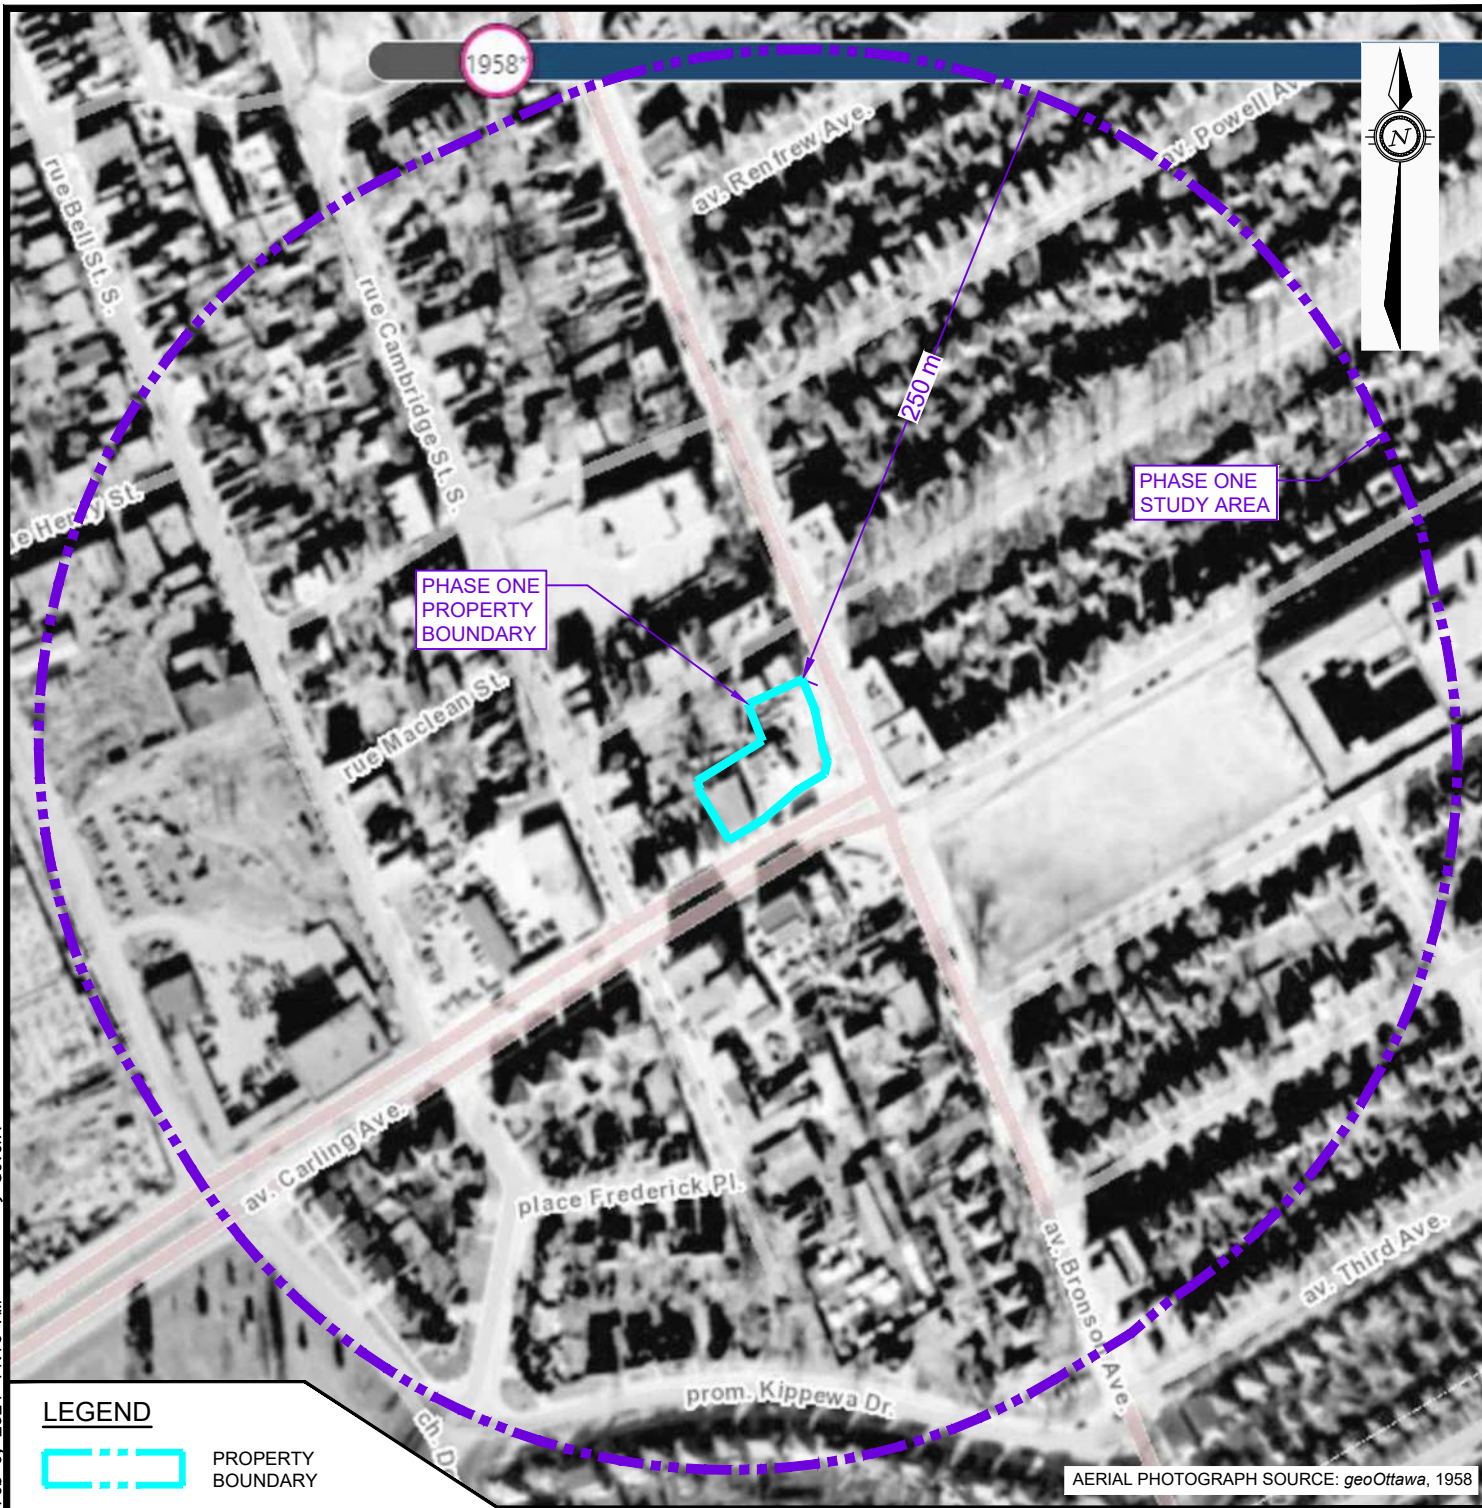 1958*
av. Renfrew Ave.
av. Powell Av
N
rue Bell St. S.
rue Cambridge St. S.
250 m
PHASE ONE
STUDY AREA
e Henry St.
PHASE ONE
PROPERTY
BOUNDARY
rue Maclean St.
av. Carling Ave.
place Frederick Pl.
av. Bronson Ave.
av. Third Ave.
prom. Kippewa Dr.
ch. D
LEGEND
PROPERTY
BOUNDARY
AERIAL PHOTOGRAPH SOURCE: geoOttawa, 1958